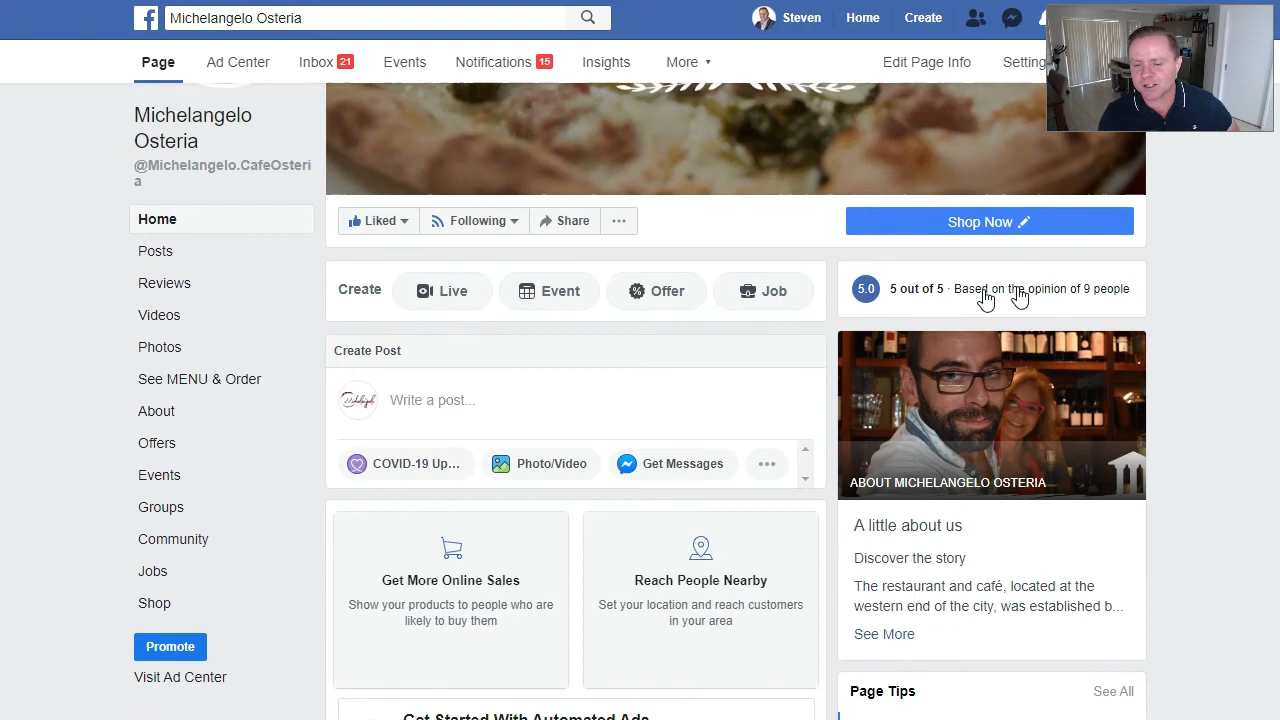 Michelangelo Osteria
Steven
Home
Create
Page
Ad Center
Inbox 21
Events
Notifications 15
Insights
More
Edit Page Info
Michelangelo
Osteria
@Michelangelo.CafeOsteri
a
Home
Posts
Reviews
Videos
Photos
See MENU & Order
About
Offers
Events
Groups
Community
Jobs
Shop
Promote
Visit Ad Center
Liked
Following
Share
Shop Now
Create
Live
Event
Offer
Job
Create Post
Write a post...
COVID-19 Up...
Photo/Video
Get Messages
Get More Online Sales
Show your products to people who are
likely to buy them
Reach People Nearby
Set your location and reach customers
in your area
Get Started With Automated Ads
5.0
5 out of 5 · Based on the opinion of 9 people
ABOUT MICHELANGELO OSTERIA
A little about us
Discover the story
The restaurant and café, located at the
western end of the city, was established b...
See More
Page Tips
See All